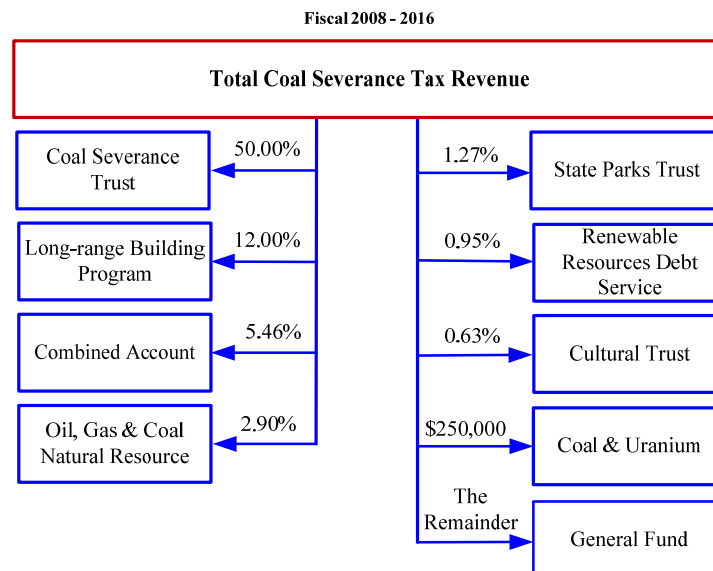 Fiscal 2008 - 2016
Total Coal Severance Tax Revenue
Coal Severance
Trust
50.00%
Long-range Building
Program
12.00%
Combined Account
5.46%
Oil, Gas & Coal
Natural Resource
2.90%
1.27%
State Parks Trust
0.95%
Renewable
Resources Debt
Service
0.63%
Cultural Trust
$250,000
Coal & Uranium
The
Remainder
General Fund